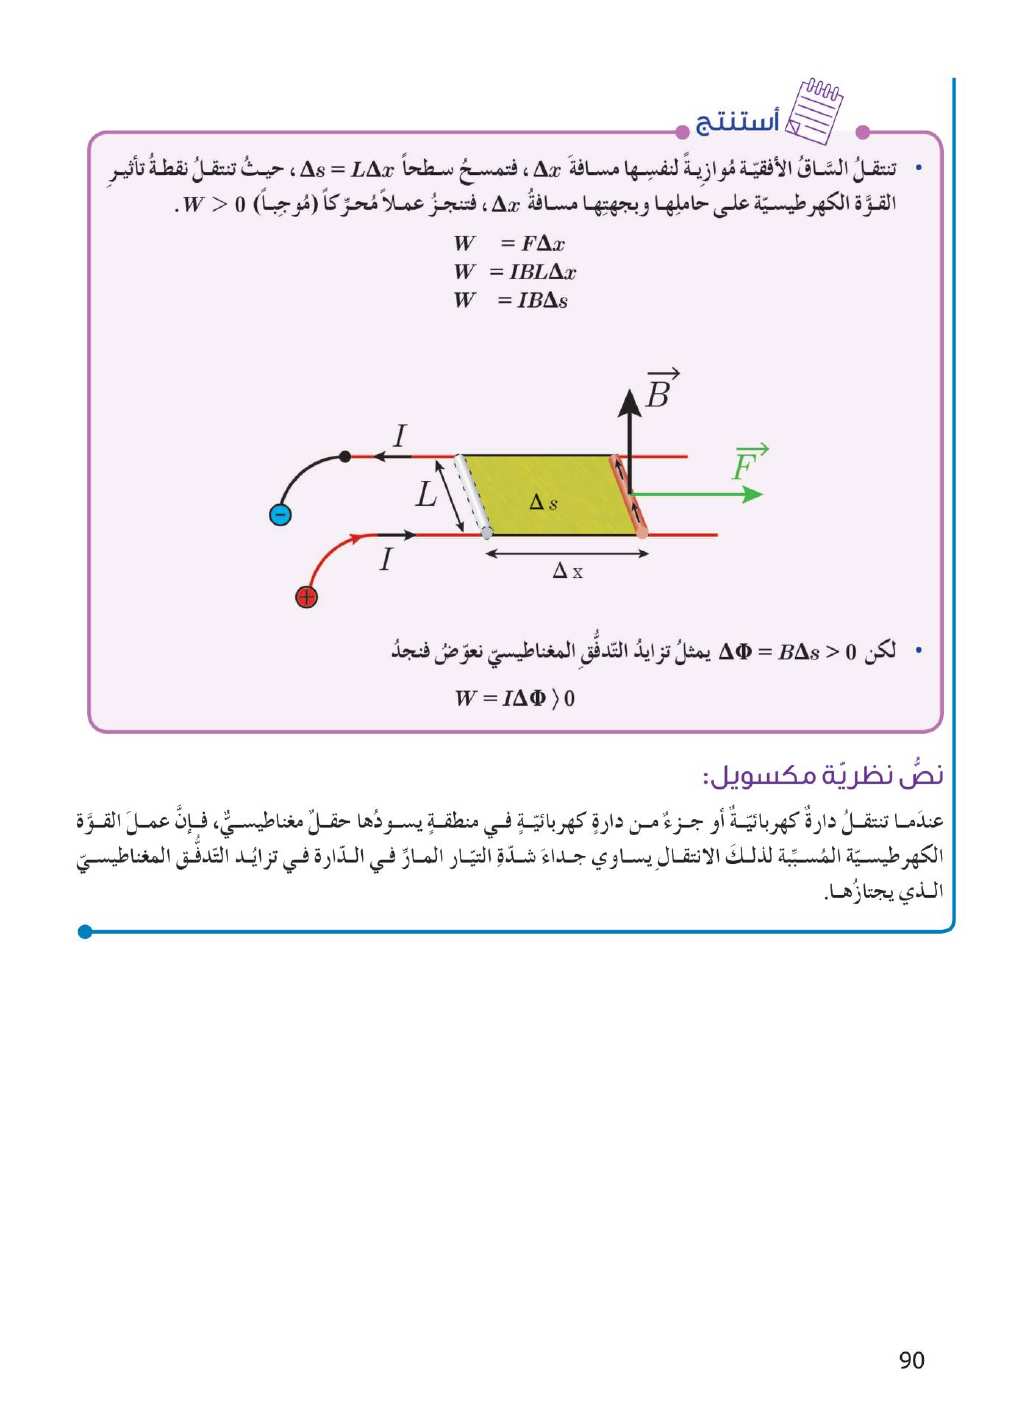 أستنتج
• تنتقلُ السَّاقُ الأفقيّة مُوازيةً لنفسِها مسافةَ Δx ، فتمسحُ سطحاً Δs = LΔx ، حيثُ تنتقلُ نقطةُ تأثيرِ
القوَّة الكهرطيسيّة على حاملِها وبجهتِها مسافةُ Δx ، فتنجزُ عملاً مُحرّكاً (مُوجباً) W > 0 .
W = FΔx
W = IBLΔx
W = IBΔs
B
I
F
L
Δ s
I
Δ x
−
+
• لكن ΔΦ = BΔs > 0 يمثلُ تزايدُ التّدفُّقِ المغناطيسيّ نعوّضُ فنجدُ
W = IΔΦ ⟩ 0
نصُّ نظريّة مكسويل:
عندَما تنتقلُ دارةٌ كهربائيّةٌ أو جزءٌ من دارةٍ كهربائيّةٍ في منطقةٍ يسودُها حقلٌ مغناطيسيٌّ، فإنَّ عملَ القوَّة
الكهرطيسيّة المُسبِّبة لذلكَ الانتقالِ يساوي جداءَ شدّةِ التيّار المارِّ في الدّارة في تزايُد التّدفُّق المغناطيسيّ
الذي يجتازُها.
90